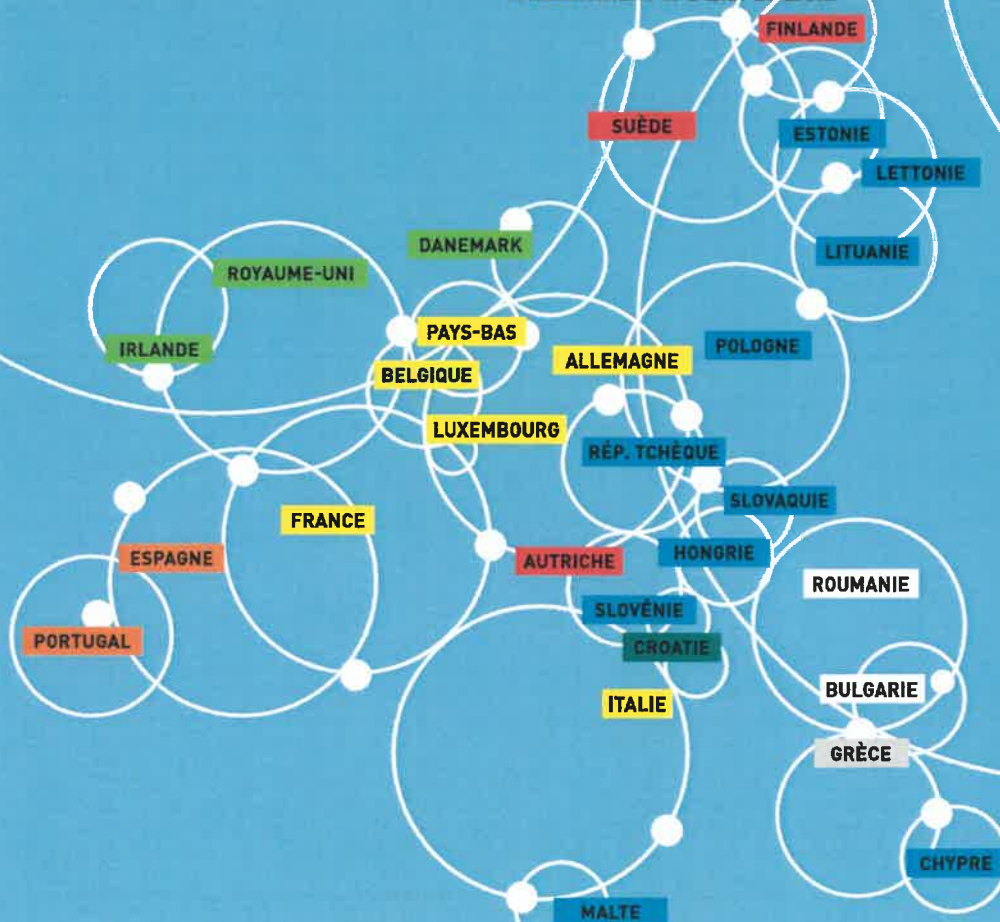 FINLANDE
SUÈDE
ESTONIE
LETTONIE
DANEMARK
LITUANIE
ROYAUME-UNI
PAYS-BAS
IRLANDE
POLOGNE
ALLEMAGNE
BELGIQUE
LUXEMBOURG
RÉP. TCHÈQUE
SLOVAQUIE
FRANCE
HONGRIE
ESPAGNE
AUTRICHE
ROUMANIE
SLOVÉNIE
PORTUGAL
CROATIE
BULGARIE
ITALIE
GRÈCE
CHYPRE
MALTE